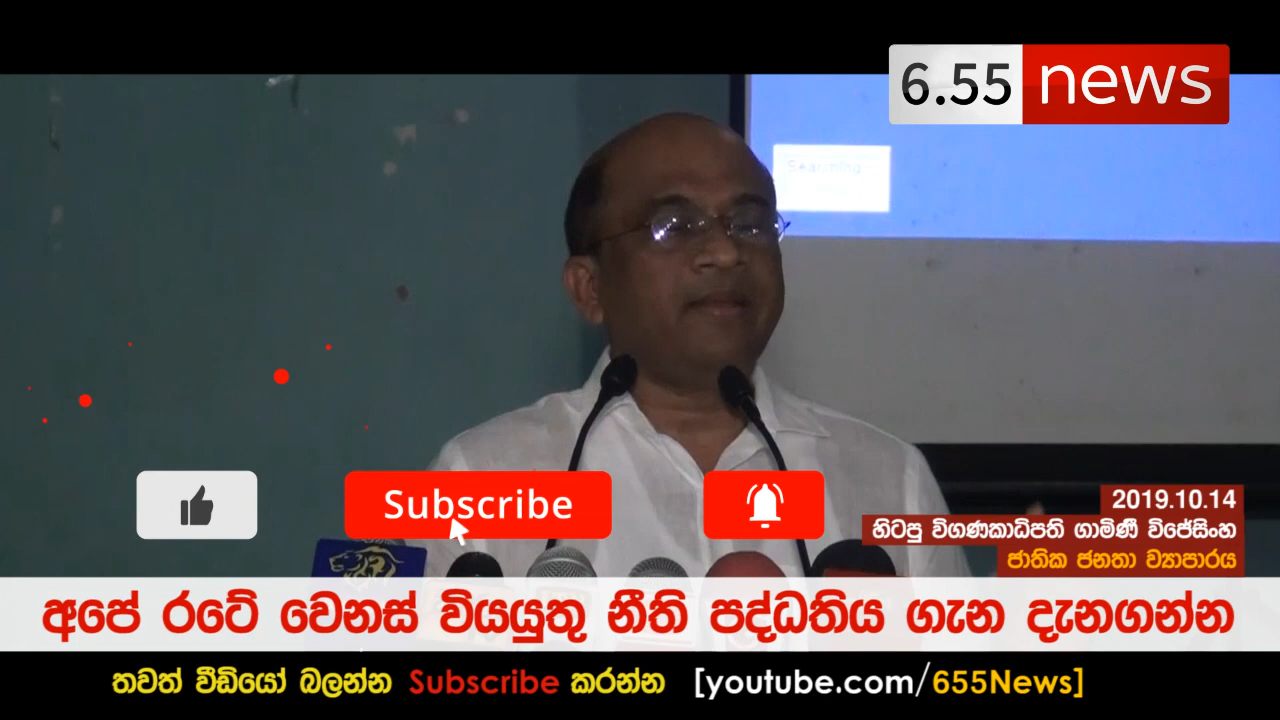 6.55 news
Searching
Subscribe
2019.10.14
හිටපු විගණකාධිපති ගාමිණී විජේසිංහ
ජාතික ජනතා ව්‍යාපාරය
අපේ රටේ වෙනස් වියයුතු නීති පද්ධතිය ගැන දැනගන්න
තවත් වීඩියෝ බලන්න Subscribe කරන්න [youtube.com/655News]